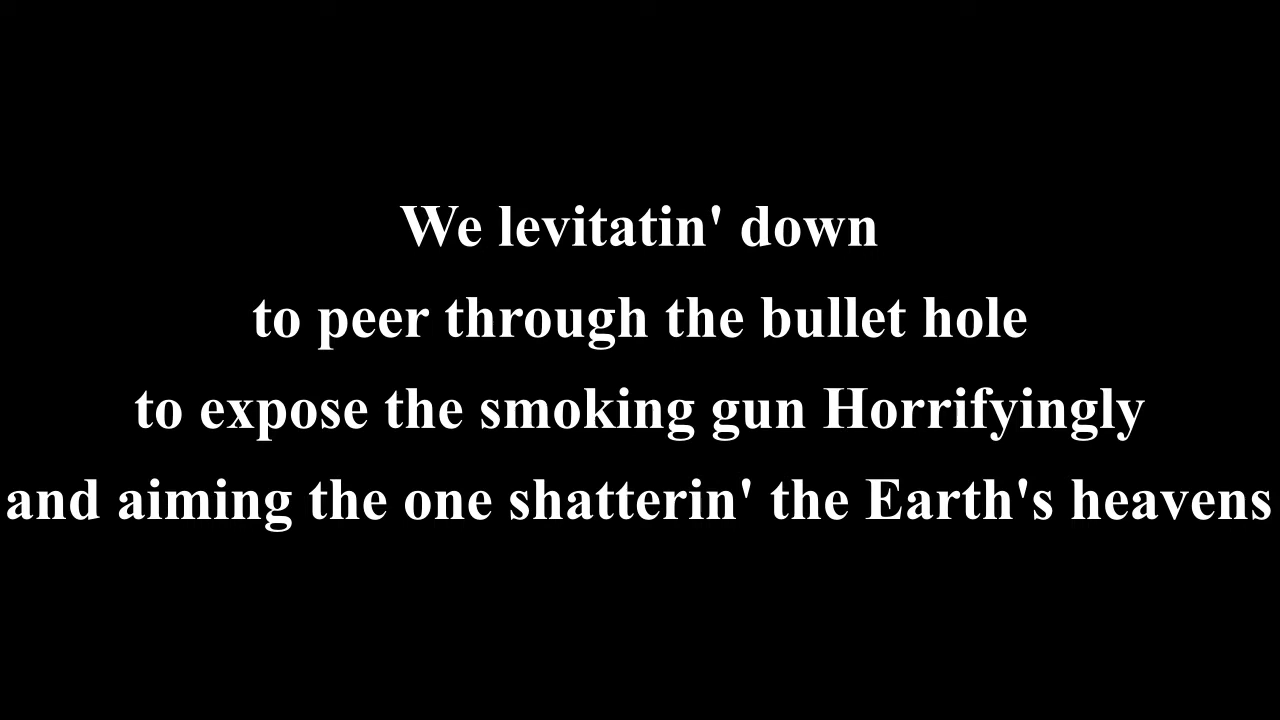 We levitatin' down
to peer through the bullet hole
to expose the smoking gun Horrifyingly
and aiming the one shatterin' the Earth's heavens